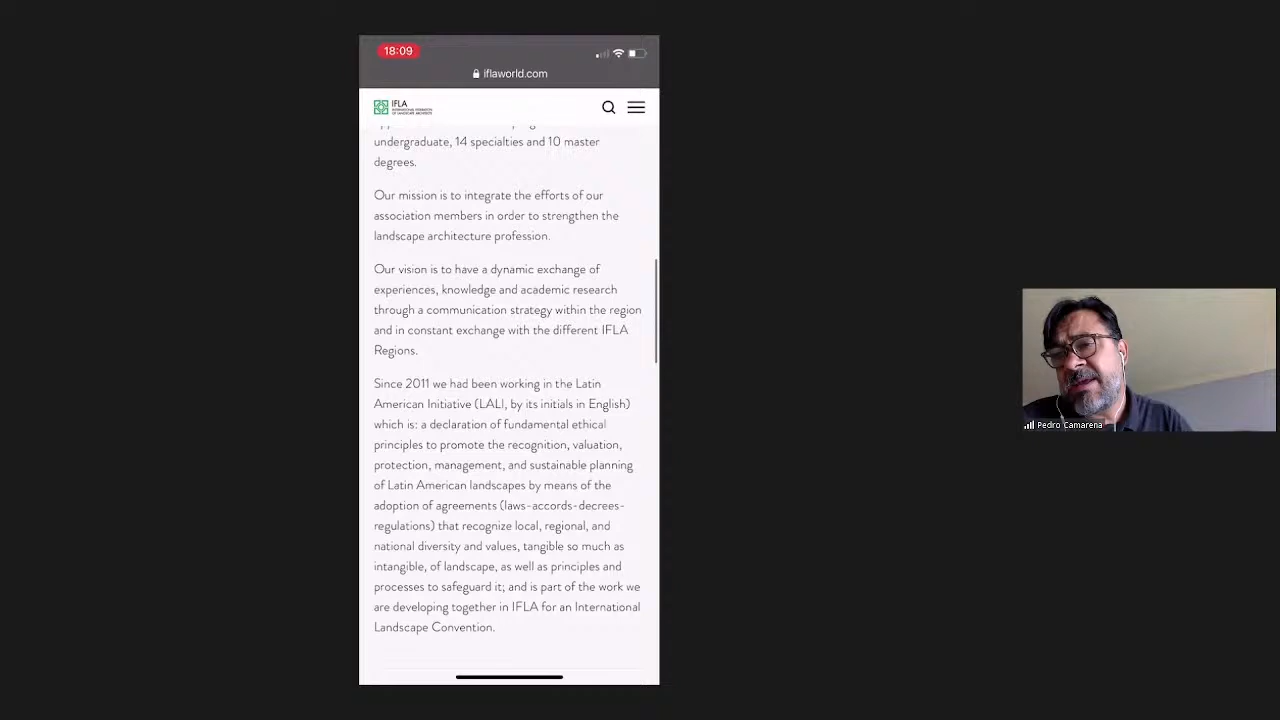 18:09
iflaworld.com
IFLA
INTERNATIONAL FEDERATION
OF LANDSCAPE ARCHITECTS
undergraduate, 14 specialties and 10 master
degrees.
Our mission is to integrate the efforts of our
association members in order to strengthen the
landscape architecture profession.
Our vision is to have a dynamic exchange of
experiences, knowledge and academic research
through a communication strategy within the region
and in constant exchange with the different IFLA
Regions.
Since 2011 we had been working in the Latin
American Initiative (LALI, by its initials in English)
which is: a declaration of fundamental ethical
principles to promote the recognition, valuation,
protection, management, and sustainable planning
of Latin American landscapes by means of the
adoption of agreements (laws-accords-decrees-
regulations) that recognize local, regional, and
national diversity and values, tangible so much as
intangible, of landscape, as well as principles and
processes to safeguard it; and is part of the work we
are developing together in IFLA for an International
Landscape Convention.
Pedro Camarena